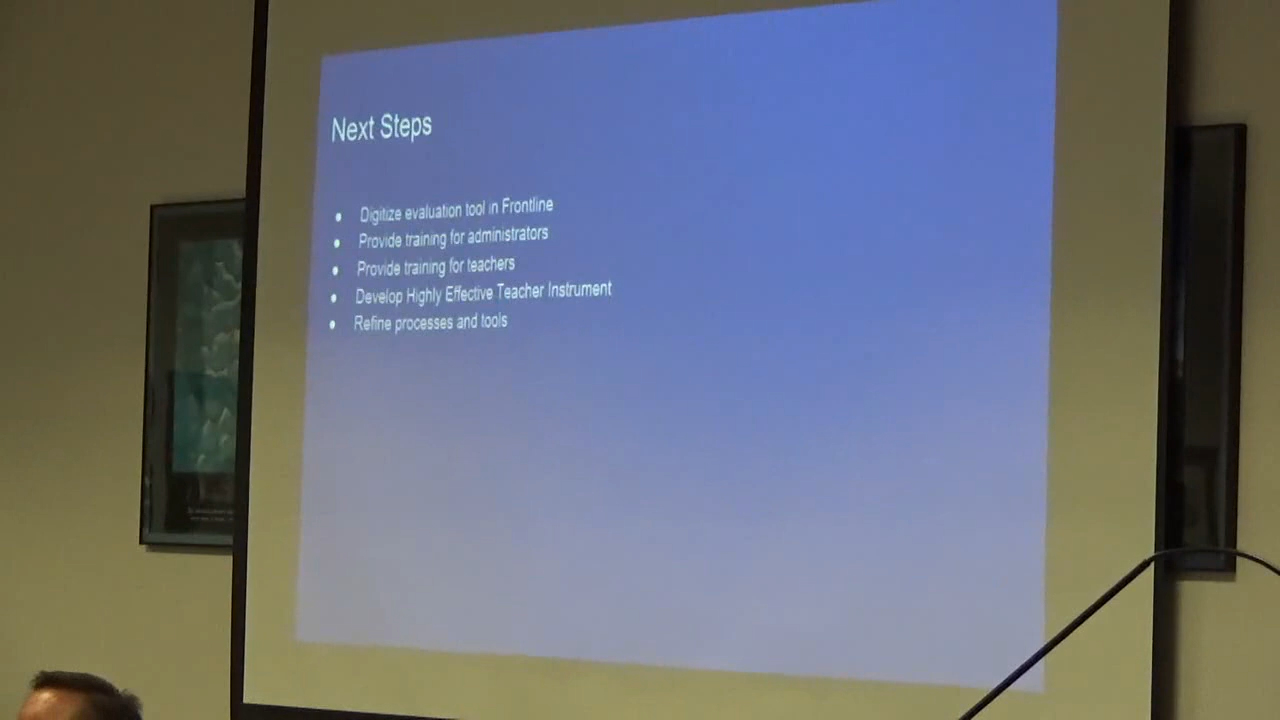 Next Steps
● Digitize evaluation tool in Frontline
● Provide training for administrators
● Provide training for teachers
● Develop Highly Effective Teacher Instrument
● Refine processes and tools